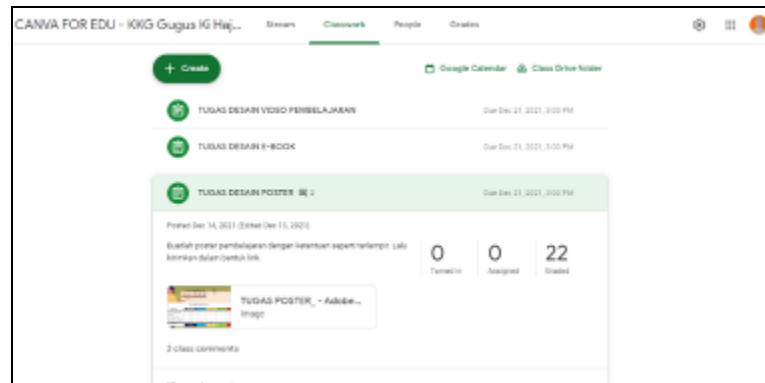 CANVA FOR EDU - KKG Gugus Ki Haj... Stream Classwork People Grades
+ Create
Google Calendar Class Drive folder
TUGAS DESAIN VIDEO PEMBELAJARAN Due Dec 21, 2021, 3:00 PM
TUGAS DESAIN E-BOOK Due Dec 21, 2021, 3:00 PM
TUGAS DESAIN POSTER 2 Due Dec 21, 2021, 3:00 PM
Posted Dec 14, 2021 (Edited Dec 15, 2021)
Buatlah poster pembelajaran dengan ketentuan seperti terlampir. Lalu
kirimkan dalam bentuk link.
0 0 22
Turned in Assigned Graded
TUGAS POSTER_ - Adobe...
Image
2 class comments